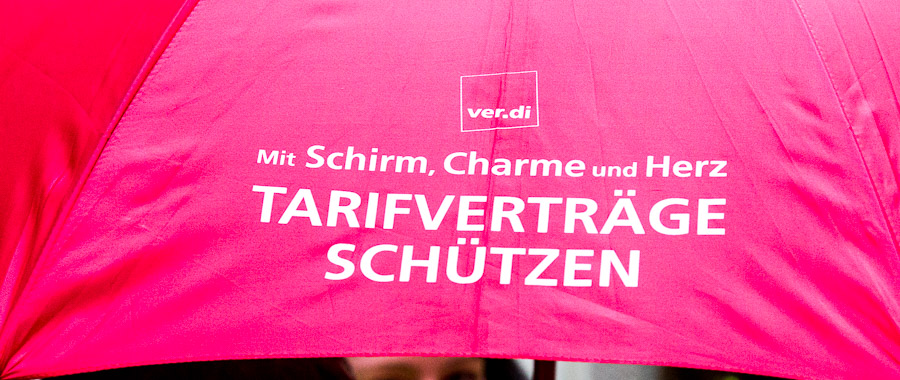 ver.di
Mit Schirm, Charme und Herz
TARIFVERTRÄGE
SCHÜTZEN